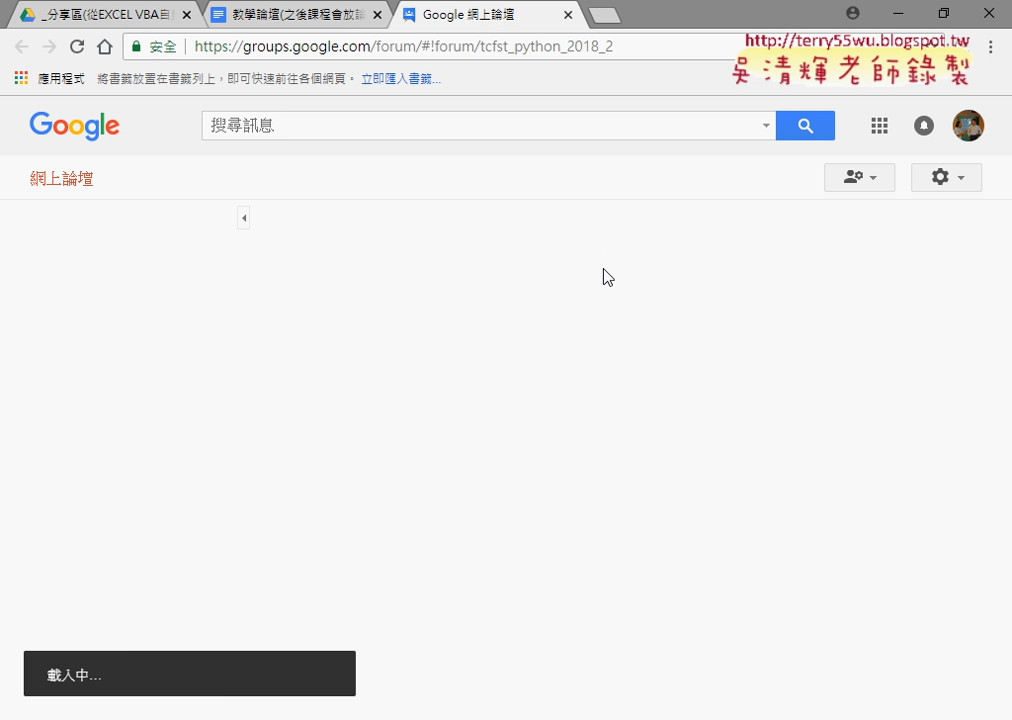 _分享區(從EXCEL VBA自
教學論壇(之後課程會放論
Google 網上論壇
安全
https://groups.google.com/forum/#!forum/tcfst_python_2018_2
http://terry55wu.blogspot.tw
吳清輝老師錄製
應用程式
將書籤放置在書籤列上，即可快速前往各個網頁。
立即匯入書籤...
Google
搜尋訊息
網上論壇
載入中...